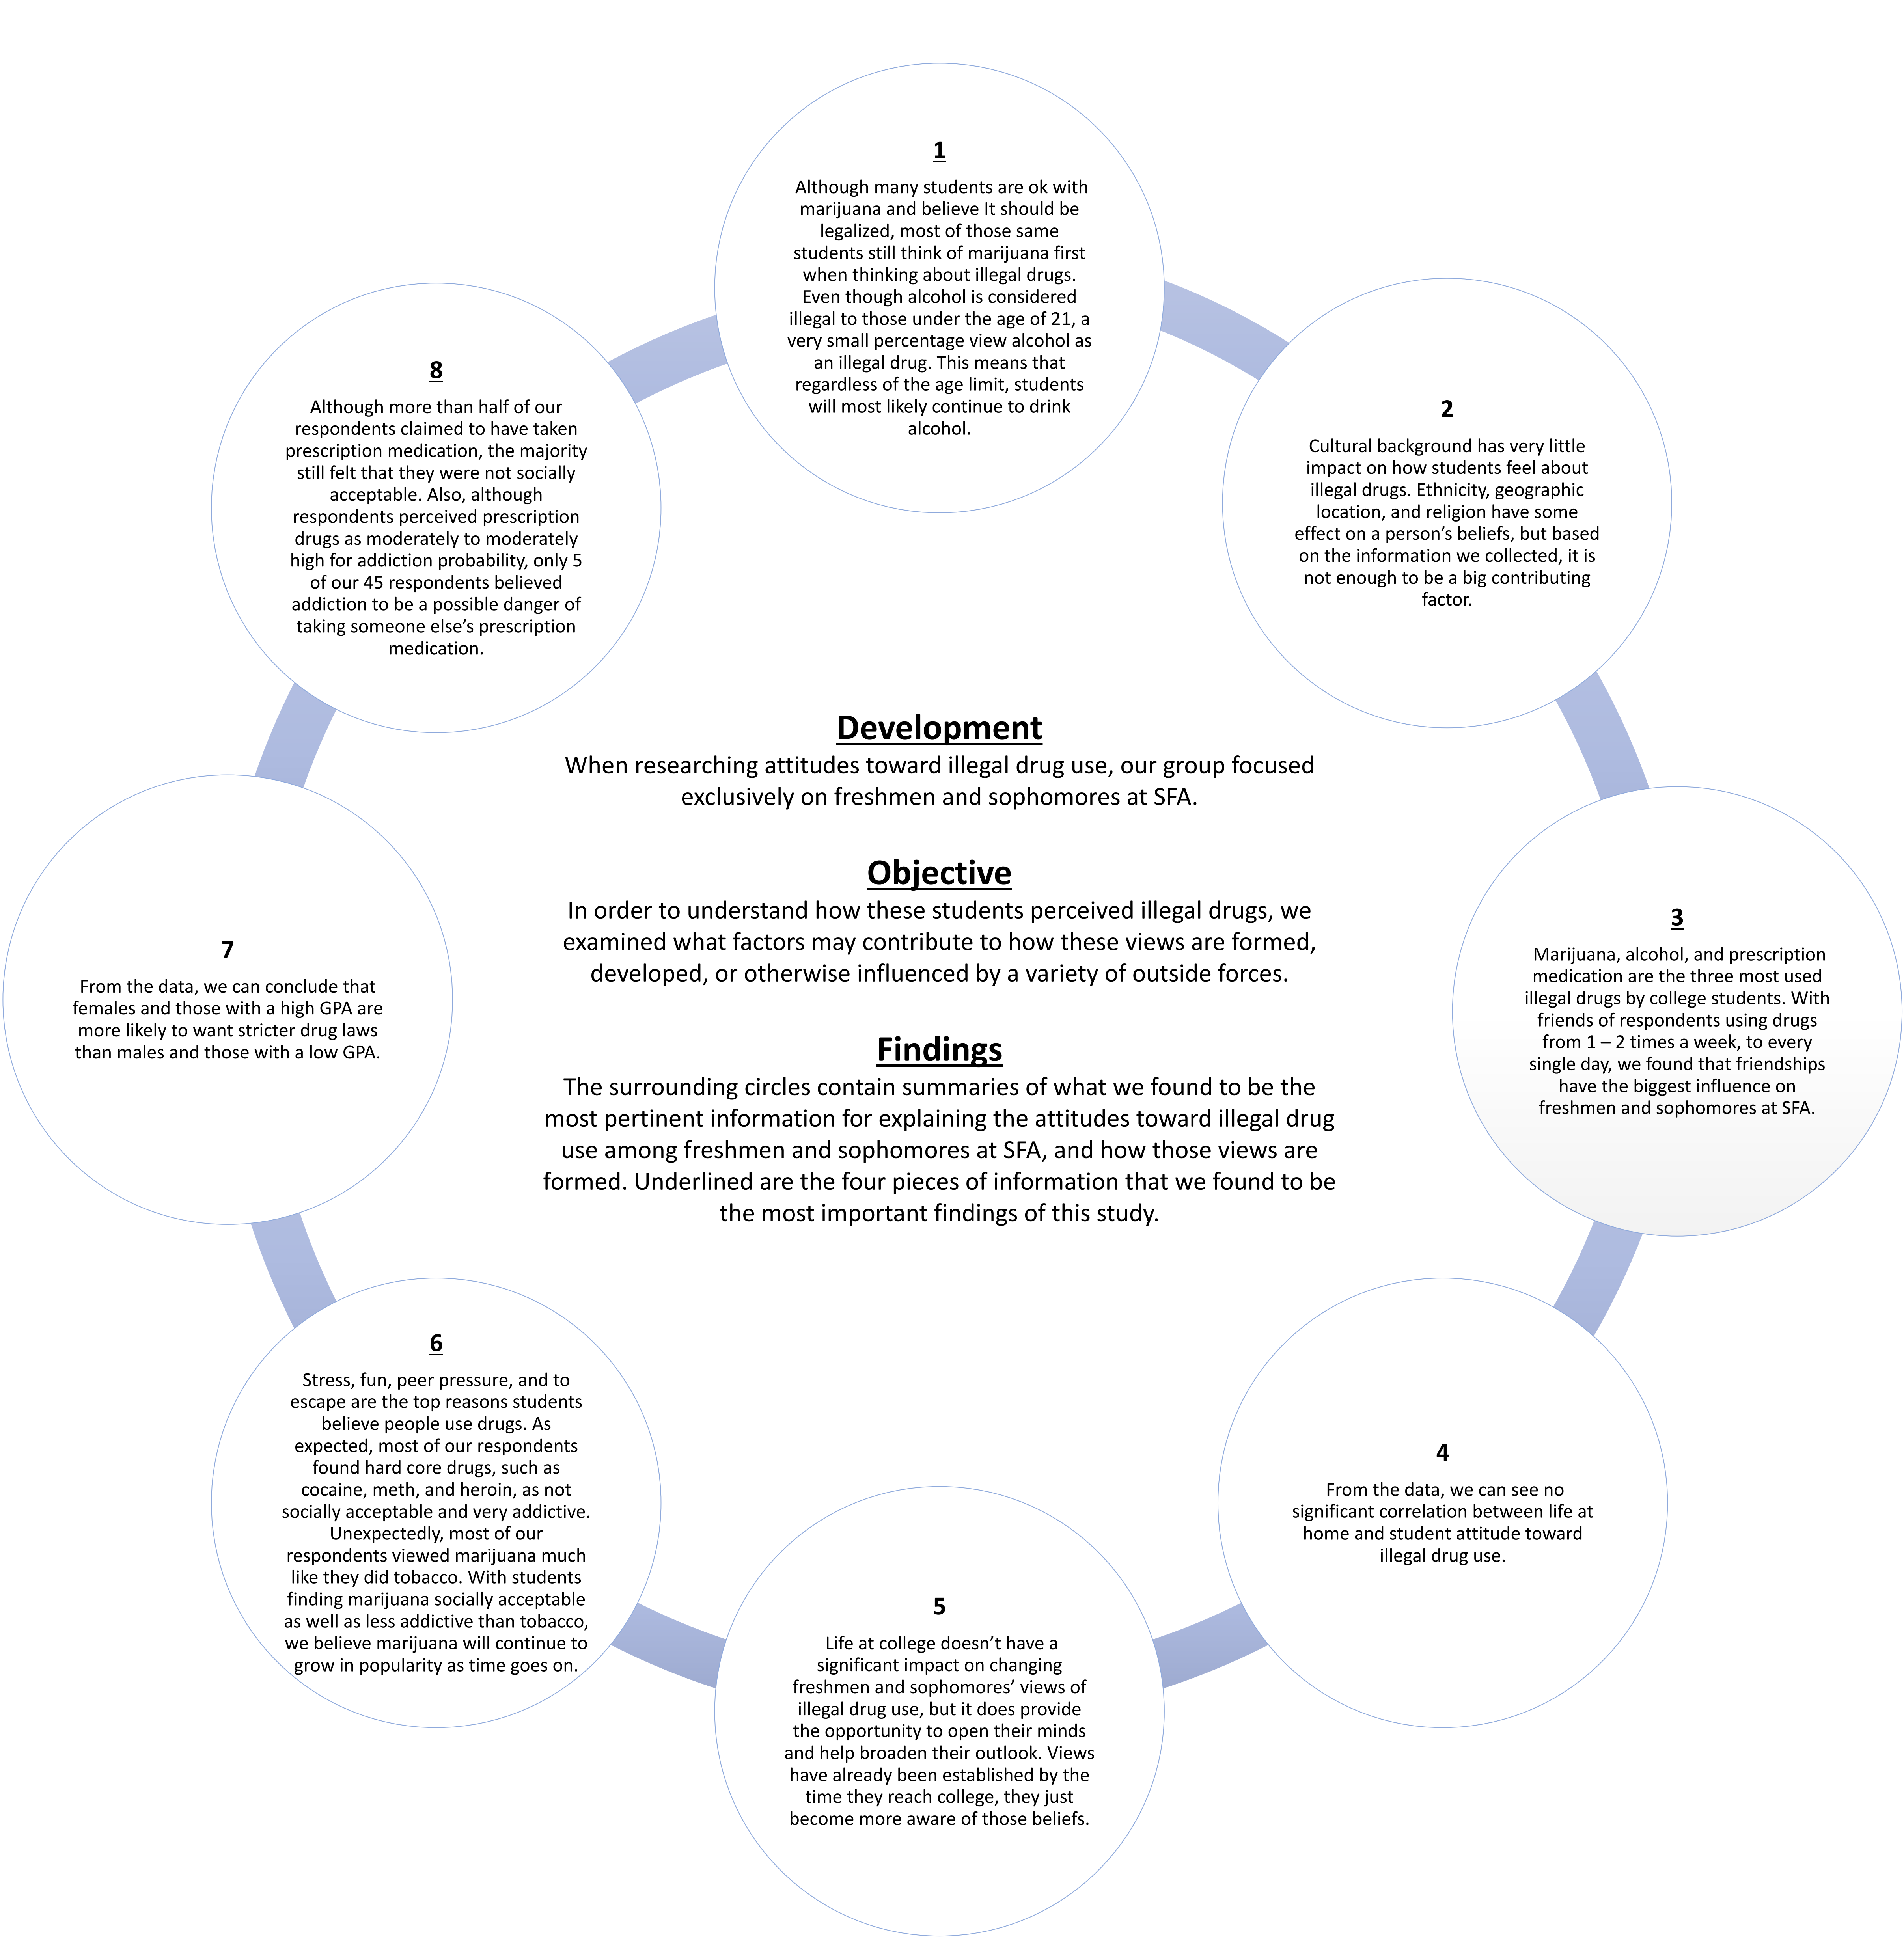 1
Although many students are ok with
marijuana and believe It should be
legalized, most of those same
students still think of marijuana first
when thinking about illegal drugs.
Even though alcohol is considered
illegal to those under the age of 21, a
very small percentage view alcohol as
an illegal drug. This means that
regardless of the age limit, students
will most likely continue to drink
alcohol.
2
Cultural background has very little
impact on how students feel about
illegal drugs. Ethnicity, geographic
location, and religion have some
effect on a person’s beliefs, but based
on the information we collected, it is
not enough to be a big contributing
factor.
3
Marijuana, alcohol, and prescription
medication are the three most used
illegal drugs by college students. With
friends of respondents using drugs
from 1 – 2 times a week, to every
single day, we found that friendships
have the biggest influence on
freshmen and sophomores at SFA.
4
From the data, we can see no
significant correlation between life at
home and student attitude toward
illegal drug use.
5
Life at college doesn’t have a
significant impact on changing
freshmen and sophomores’ views of
illegal drug use, but it does provide
the opportunity to open their minds
and help broaden their outlook. Views
have already been established by the
time they reach college, they just
become more aware of those beliefs.
6
Stress, fun, peer pressure, and to
escape are the top reasons students
believe people use drugs. As
expected, most of our respondents
found hard core drugs, such as
cocaine, meth, and heroin, as not
socially acceptable and very addictive.
Unexpectedly, most of our
respondents viewed marijuana much
like they did tobacco. With students
finding marijuana socially acceptable
as well as less addictive than tobacco,
we believe marijuana will continue to
grow in popularity as time goes on.
7
From the data, we can conclude that
females and those with a high GPA are
more likely to want stricter drug laws
than males and those with a low GPA.
8
Although more than half of our
respondents claimed to have taken
prescription medication, the majority
still felt that they were not socially
acceptable. Also, although
respondents perceived prescription
drugs as moderately to moderately
high for addiction probability, only 5
of our 45 respondents believed
addiction to be a possible danger of
taking someone else’s prescription
medication.
Development
When researching attitudes toward illegal drug use, our group focused
exclusively on freshmen and sophomores at SFA.
Objective
In order to understand how these students perceived illegal drugs, we
examined what factors may contribute to how these views are formed,
developed, or otherwise influenced by a variety of outside forces.
Findings
The surrounding circles contain summaries of what we found to be the
most pertinent information for explaining the attitudes toward illegal drug
use among freshmen and sophomores at SFA, and how those views are
formed. Underlined are the four pieces of information that we found to be
the most important findings of this study.